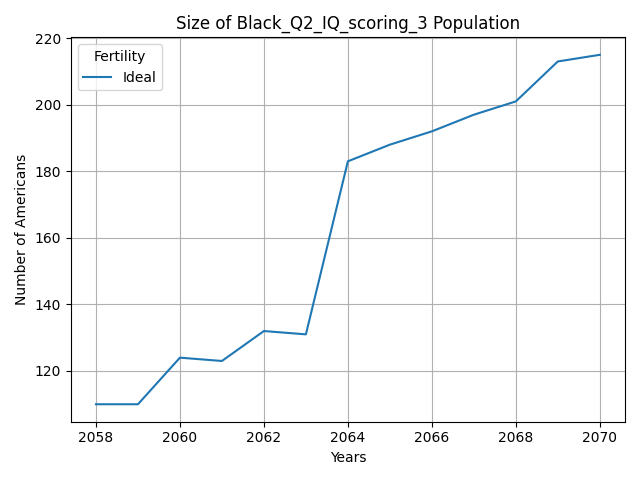 Size of Black_Q2_IQ_scoring_3 Population
Fertility
Ideal
Number of Americans
220
200
180
160
140
120
2058 2060 2062 2064 2066 2068 2070
Years